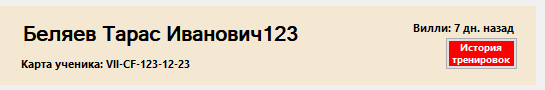 Беляев Тарас Иванович123
Вилли: 7 дн. назад
История
тренировок
Карта ученика: VII-CF-123-12-23